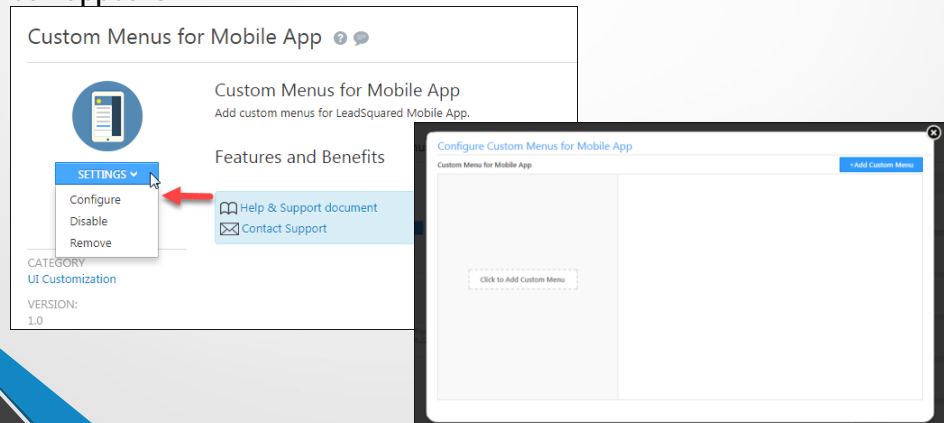 Custom Menus for Mobile App
Custom Menus for Mobile App
Add custom menus for LeadSquared Mobile App.
Features and Benefits
SETTINGS
Configure
Disable
Remove
Help & Support document
Contact Support
CATEGORY
UI Customization
VERSION:
1.0
Configure Custom Menus for Mobile App
Custom Menu for Mobile App
+Add Custom Menu
Click to Add Custom Menu